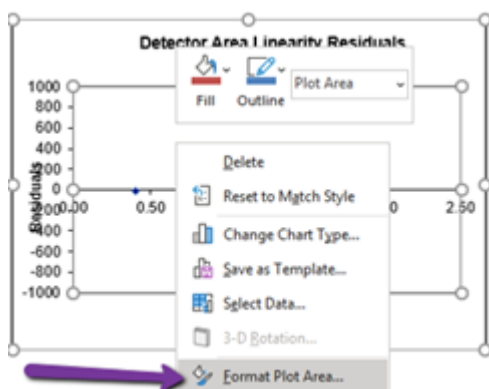 Detector Area Linearity Residuals
Plot Area
Fill Outline
1000
800
600
400
200
0
-200
-400
-600
-800
-1000
Residuals
0.00 0.50 0 2.50
Delete
Reset to Match Style
Change Chart Type...
Save as Template...
Select Data...
3-D Rotation...
Format Plot Area...